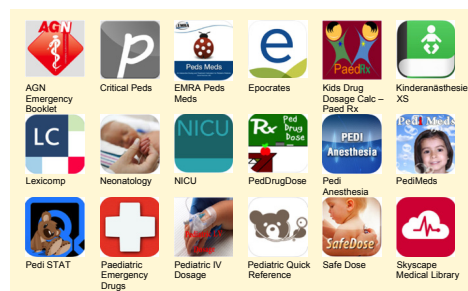 AGN
p
EMRA
Peds Meds
e
PaedRx
AGN
Emergency
Booklet
Critical Peds
EMRA Peds
Meds
Epocrates
Kids Drug
Dosage Calc –
Paed Rx
Kinderanästhesie
XS
LC
NICU
Rx Ped
Drug
Dose
PEDI
Anesthesia
Pedi Meds
Lexicomp
Neonatology
NICU
PedDrugDose
Pedi
Anesthesia
PediMeds
Pediatric IV
SafeDose
Pedi STAT
Paediatric
Emergency
Drugs
Pediatric IV
Dosage
Pediatric Quick
Reference
Safe Dose
Skyscape
Medical Library